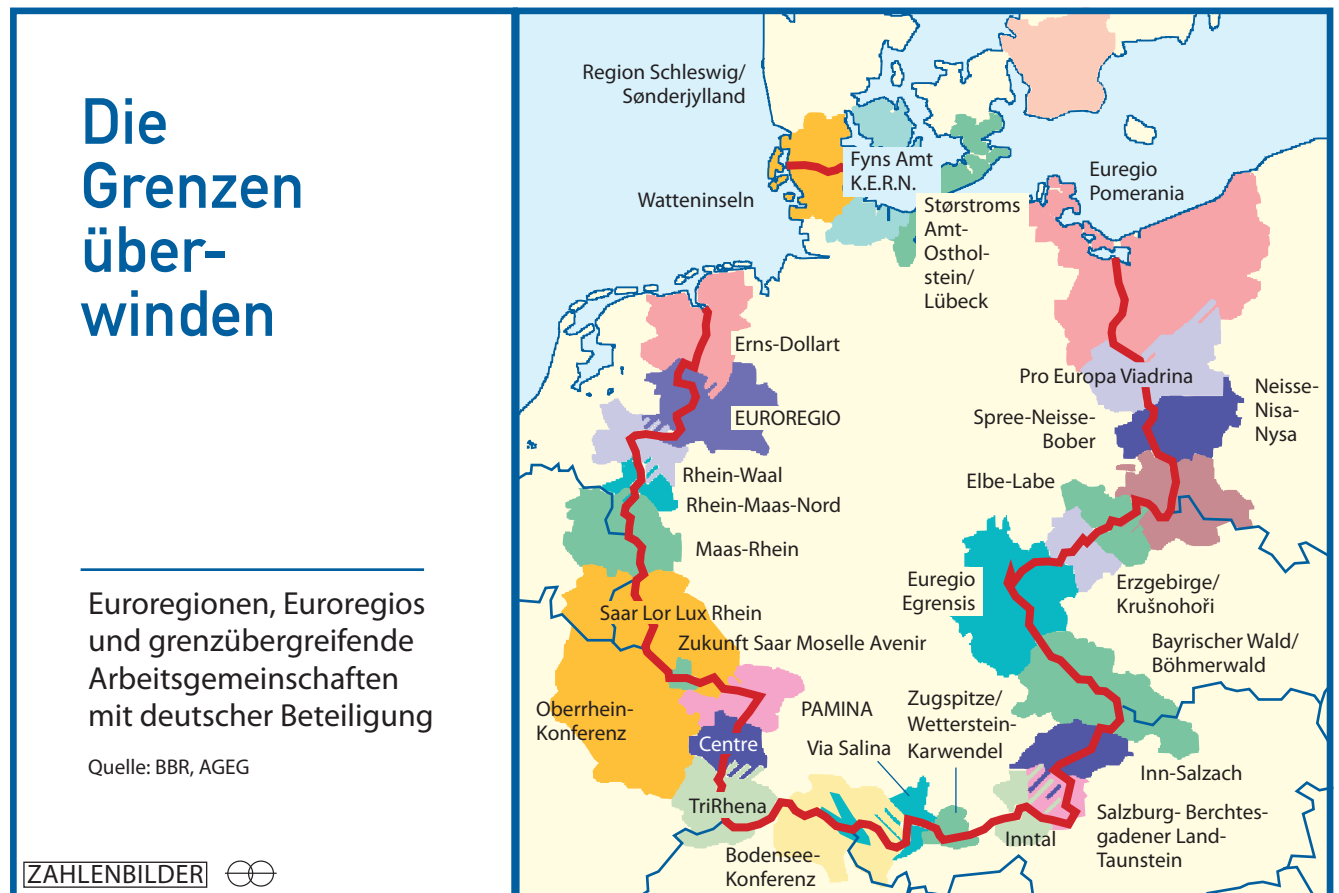 Die
Grenzen
über-
winden
Euroregionen, Euroregios
und grenzübergreifende
Arbeitsgemeinschaften
mit deutscher Beteiligung
Quelle: BBR, AGEG
ZAHLENBILDER
Region Schleswig/
Sønderjylland
Fyns Amt
K.E.R.N.
Watteninseln
Størstroms
Amt-
Osthol-
stein/
Lübeck
Euregio
Pomerania
Erns-Dollart
EUROREGIO
Rhein-Waal
Rhein-Maas-Nord
Maas-Rhein
Saar Lor Lux Rhein
Zukunft Saar Moselle Avenir
Oberrhein-
Konferenz
PAMINA
Centre
TriRhena
Bodensee-
Konferenz
Via Salina
Zugspitze/
Wetterstein-
Karwendel
Inntal
Salzburg- Berchtes-
gadener Land-
Taunstein
Inn-Salzach
Bayrischer Wald/
Böhmerwald
Euregio
Egrensis
Erzgebirge/
Krušnohoří
Elbe-Labe
Neisse-
Nisa-
Nysa
Spree-Neisse-
Bober
Pro Europa Viadrina